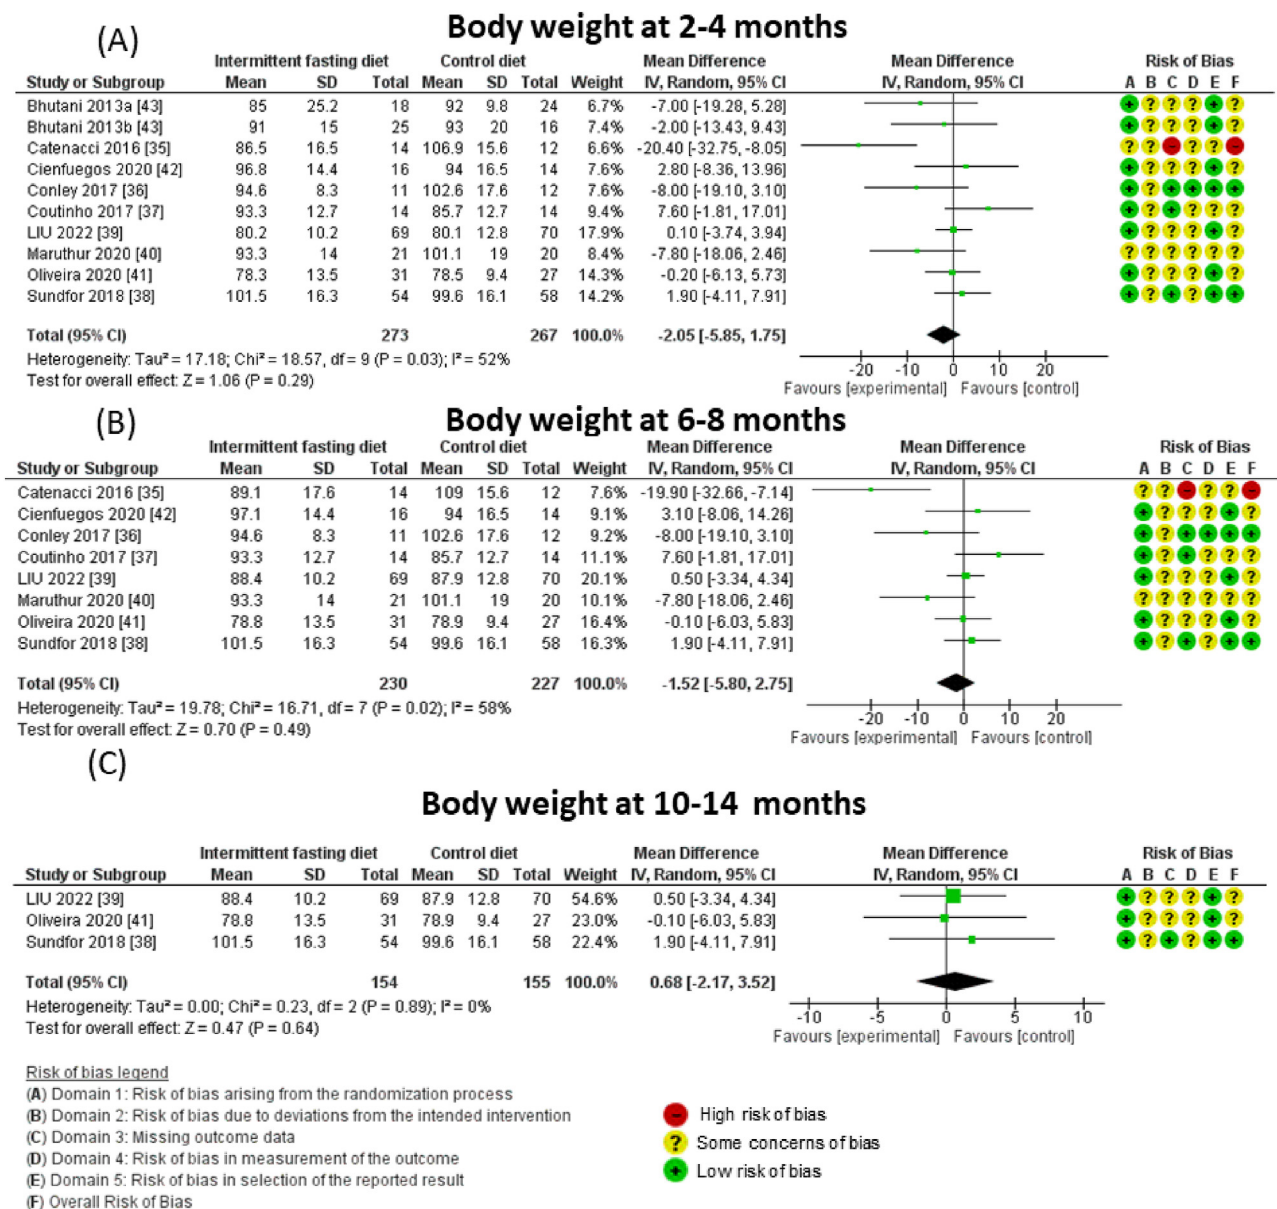 (A)
Body weight at 2-4 months
Intermittent fasting diet Control diet Mean Difference Mean Difference Risk of Bias
Study or Subgroup Mean SD Total Mean SD Total Weight IV, Random, 95% CI IV, Random, 95% CI A B C D E F
Bhutani 2013a [43] 85 25.2 18 92 9.8 24 6.7% -7.00 [-19.28, 5.28] + ? ? ? + ?
Bhutani 2013b [43] 91 15 25 93 20 16 7.4% -2.00 [-13.43, 9.43] + ? ? ? + ?
Catenacci 2016 [35] 86.5 16.5 14 106.9 15.6 12 6.6% -20.40 [-32.75, -8.05] ? ? - ? ? -
Cienfuegos 2020 [42] 96.8 14.4 16 94 16.5 14 7.6% 2.80 [-8.36, 13.96] + ? ? ? + ?
Conley 2017 [36] 94.6 8.3 11 102.6 17.6 12 7.6% -8.00 [-19.10, 3.10] + ? + + + +
Coutinho 2017 [37] 93.3 12.7 14 85.7 12.7 14 9.4% 7.60 [-1.81, 17.01] + ? + ? ? ?
LIU 2022 [39] 80.2 10.2 69 80.1 12.8 70 17.9% 0.10 [-3.74, 3.94] + ? ? ? + ?
Maruthur 2020 [40] 93.3 14 21 101.1 19 20 8.4% -7.80 [-18.06, 2.46] ? ? ? ? ? ?
Oliveira 2020 [41] 78.3 13.5 31 78.5 9.4 27 14.3% -0.20 [-6.13, 5.73] + ? ? ? + ?
Sundfor 2018 [38] 101.5 16.3 54 99.6 16.1 58 14.2% 1.90 [-4.11, 7.91] + ? + ? + +
Total (95% CI) 273 267 100.0% -2.05 [-5.85, 1.75]
Heterogeneity: Tau² = 17.18; Chi² = 18.57, df = 9 (P = 0.03); I² = 52%
Test for overall effect: Z = 1.06 (P = 0.29)
-20 -10 0 10 20
Favours [experimental] Favours [control]
(B)
Body weight at 6-8 months
Intermittent fasting diet Control diet Mean Difference Mean Difference Risk of Bias
Study or Subgroup Mean SD Total Mean SD Total Weight IV, Random, 95% CI IV, Random, 95% CI A B C D E F
Catenacci 2016 [35] 89.1 17.6 14 109 15.6 12 7.6% -19.90 [-32.66, -7.14] ? ? - ? ? -
Cienfuegos 2020 [42] 97.1 14.4 16 94 16.5 14 9.1% 3.10 [-8.06, 14.26] + ? ? ? + ?
Conley 2017 [36] 94.6 8.3 11 102.6 17.6 12 9.2% -8.00 [-19.10, 3.10] + ? + + + +
Coutinho 2017 [37] 93.3 12.7 14 85.7 12.7 14 11.1% 7.60 [-1.81, 17.01] + ? + ? ? ?
LIU 2022 [39] 88.4 10.2 69 87.9 12.8 70 20.1% 0.50 [-3.34, 4.34] + ? ? ? + ?
Maruthur 2020 [40] 93.3 14 21 101.1 19 20 10.1% -7.80 [-18.06, 2.46] ? ? ? ? ? ?
Oliveira 2020 [41] 78.8 13.5 31 78.9 9.4 27 16.4% -0.10 [-6.03, 5.83] + ? ? ? + ?
Sundfor 2018 [38] 101.5 16.3 54 99.6 16.1 58 16.3% 1.90 [-4.11, 7.91] + ? + ? + +
Total (95% CI) 230 227 100.0% -1.52 [-5.80, 2.75]
Heterogeneity: Tau² = 19.78; Chi² = 16.71, df = 7 (P = 0.02); I² = 58%
Test for overall effect: Z = 0.70 (P = 0.49)
-20 -10 0 10 20
Favours [experimental] Favours [control]
(C)
Body weight at 10-14 months
Intermittent fasting diet Control diet Mean Difference Mean Difference Risk of Bias
Study or Subgroup Mean SD Total Mean SD Total Weight IV, Random, 95% CI IV, Random, 95% CI A B C D E F
LIU 2022 [39] 88.4 10.2 69 87.9 12.8 70 54.6% 0.50 [-3.34, 4.34] + ? ? ? + ?
Oliveira 2020 [41] 78.8 13.5 31 78.9 9.4 27 23.0% -0.10 [-6.03, 5.83] + ? ? ? + ?
Sundfor 2018 [38] 101.5 16.3 54 99.6 16.1 58 22.4% 1.90 [-4.11, 7.91] + ? + ? + +
Total (95% CI) 154 155 100.0% 0.68 [-2.17, 3.52]
Heterogeneity: Tau² = 0.00; Chi² = 0.23, df = 2 (P = 0.89); I² = 0%
Test for overall effect: Z = 0.47 (P = 0.64)
-10 -5 0 5 10
Favours [experimental] Favours [control]
Risk of bias legend
(A) Domain 1: Risk of bias arising from the randomization process
(B) Domain 2: Risk of bias due to deviations from the intended intervention
(C) Domain 3: Missing outcome data
(D) Domain 4: Risk of bias in measurement of the outcome
(E) Domain 5: Risk of bias in selection of the reported result
(F) Overall Risk of Bias
- High risk of bias
? Some concerns of bias
+ Low risk of bias